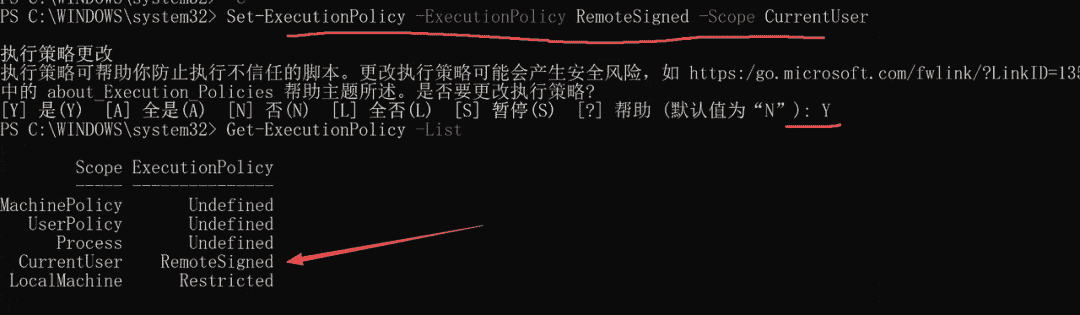 PS C:\WINDOWS\system32> Set-ExecutionPolicy -ExecutionPolicy RemoteSigned -Scope CurrentUser
执行策略更改
执行策略可帮助你防止执行不信任的脚本。更改执行策略可能会产生安全风险，如 https:/go.microsoft.com/fwlink/?LinkID=135
中的 about_Execution_Policies 帮助主题所述。是否要更改执行策略?
[Y] 是(Y)  [A] 全是(A)  [N] 否(N)  [L] 全否(L)  [S] 暂停(S)  [?] 帮助 (默认值为“N”): Y
PS C:\WINDOWS\system32> Get-ExecutionPolicy -List
Scope ExecutionPolicy
----- ---------------
MachinePolicy Undefined
UserPolicy Undefined
Process Undefined
CurrentUser RemoteSigned
LocalMachine Restricted